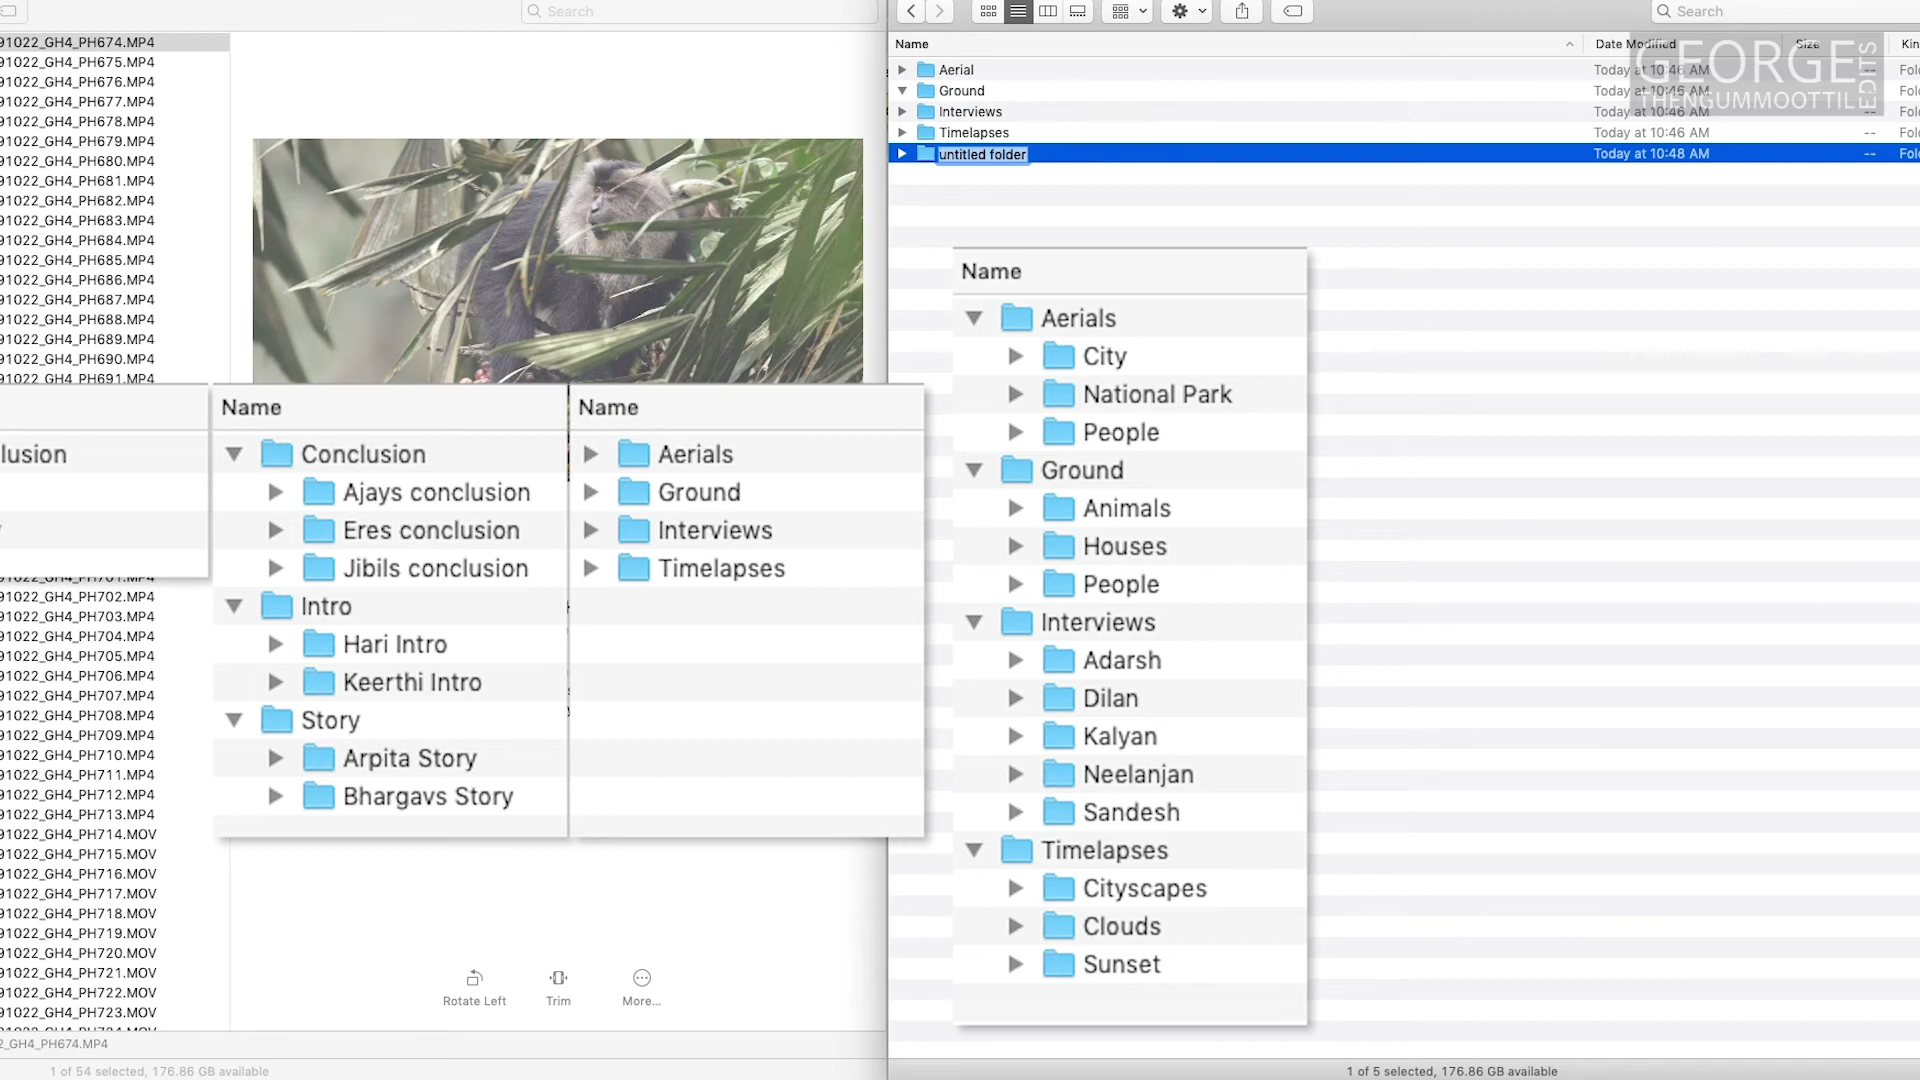 Search
Search
91022_GH4_PH674.MP4
91022_GH4_PH675.MP4
91022_GH4_PH676.MP4
91022_GH4_PH677.MP4
91022_GH4_PH678.MP4
91022_GH4_PH679.MP4
91022_GH4_PH680.MP4
91022_GH4_PH681.MP4
91022_GH4_PH682.MP4
91022_GH4_PH683.MP4
91022_GH4_PH684.MP4
91022_GH4_PH685.MP4
91022_GH4_PH686.MP4
91022_GH4_PH687.MP4
91022_GH4_PH688.MP4
91022_GH4_PH689.MP4
91022_GH4_PH690.MP4
91022_GH4_PH691.MP4
91022_GH4_PH701.MP4
91022_GH4_PH702.MP4
91022_GH4_PH703.MP4
91022_GH4_PH704.MP4
91022_GH4_PH705.MP4
91022_GH4_PH706.MP4
91022_GH4_PH707.MP4
91022_GH4_PH708.MP4
91022_GH4_PH709.MP4
91022_GH4_PH710.MP4
91022_GH4_PH711.MP4
91022_GH4_PH712.MP4
91022_GH4_PH713.MP4
91022_GH4_PH714.MOV
91022_GH4_PH715.MOV
91022_GH4_PH716.MOV
91022_GH4_PH717.MOV
91022_GH4_PH718.MOV
91022_GH4_PH719.MOV
91022_GH4_PH720.MOV
91022_GH4_PH721.MOV
91022_GH4_PH722.MOV
91022_GH4_PH723.MOV
2_GH4_PH674.MP4
1 of 54 selected, 176.86 GB available
Rotate Left
Trim
More...
lusion
Name
Conclusion
Ajays conclusion
Eres conclusion
Jibils conclusion
Intro
Hari Intro
Keerthi Intro
Story
Arpita Story
Bhargavs Story
Name
Aerials
Ground
Interviews
Timelapses
Name Date Modified Size Kin
Aerial Today at 10:46 AM -- Fol
Ground Today at 10:46 AM -- Fol
Interviews Today at 10:46 AM -- Fol
Timelapses Today at 10:46 AM -- Fol
untitled folder Today at 10:48 AM -- Fol
GEORGE
THENGUMMOOTTIL
EDITS
Name
Aerials
City
National Park
People
Ground
Animals
Houses
People
Interviews
Adarsh
Dilan
Kalyan
Neelanjan
Sandesh
Timelapses
Cityscapes
Clouds
Sunset
1 of 5 selected, 176.86 GB available